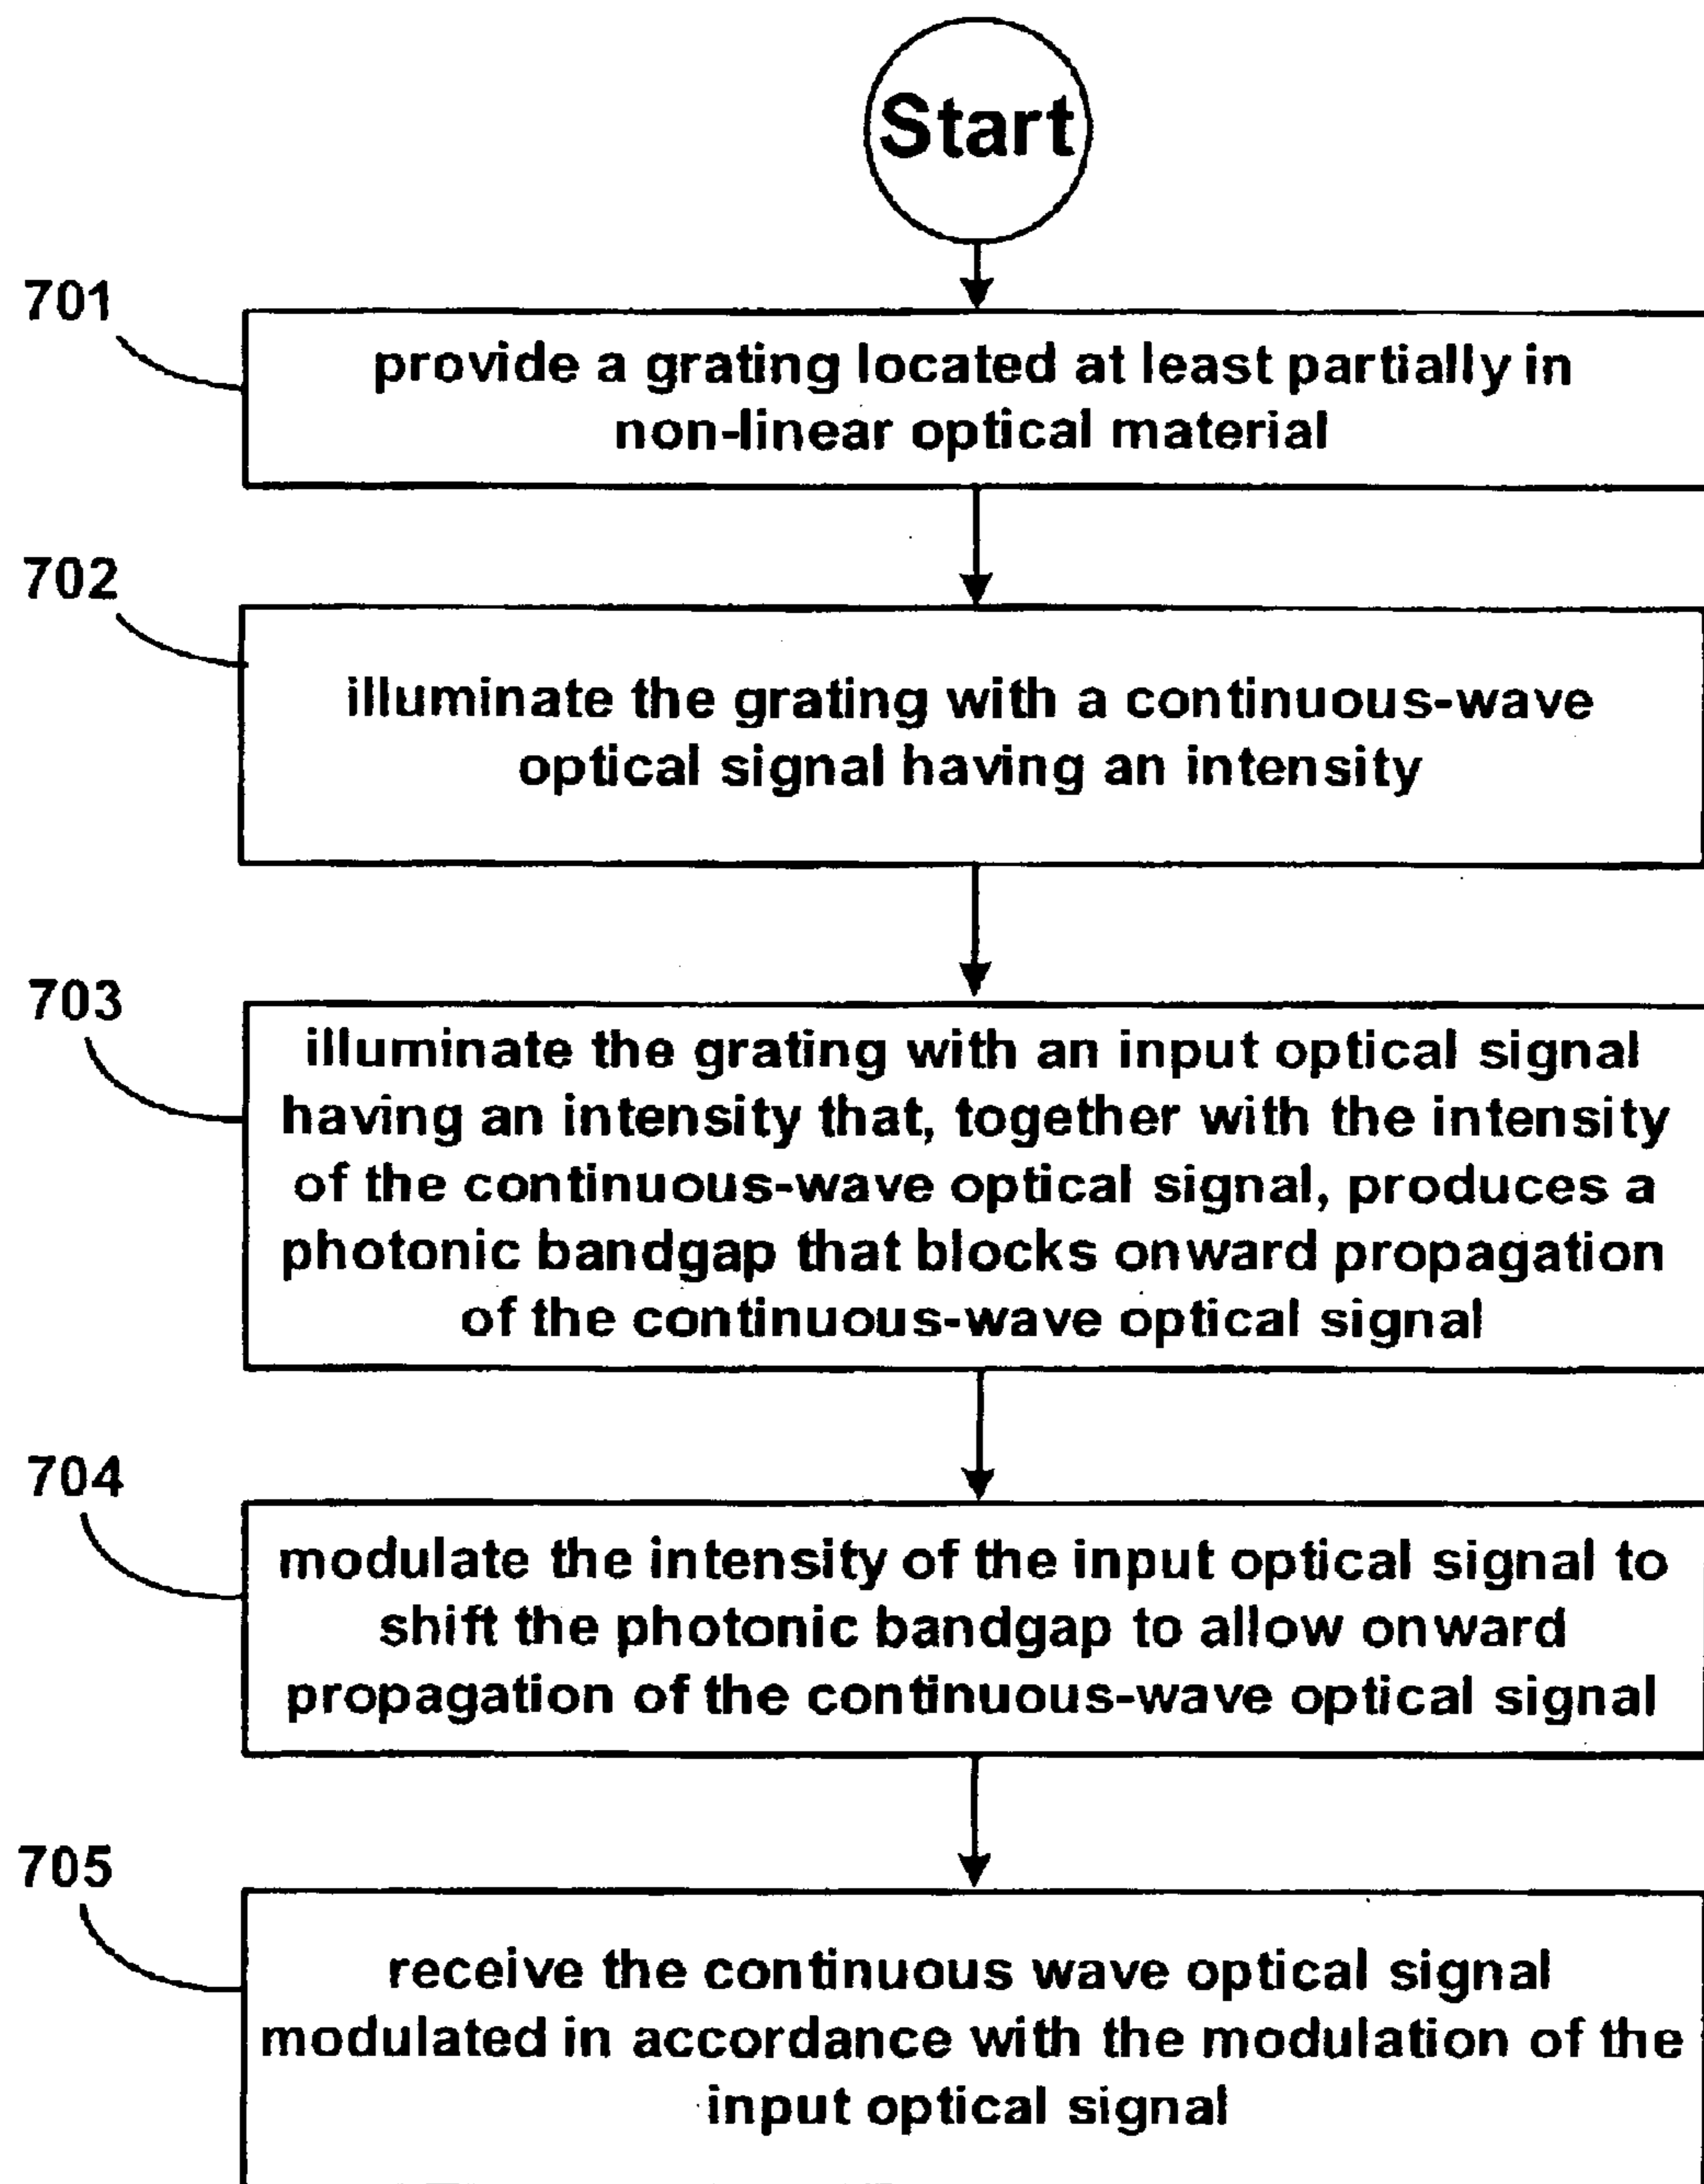 Start
701
provide a grating located at least partially in
non-linear optical material
702
illuminate the grating with a continuous-wave
optical signal having an intensity
703
illuminate the grating with an input optical signal
having an intensity that, together with the intensity
of the continuous-wave optical signal, produces a
photonic bandgap that blocks onward propagation
of the continuous-wave optical signal
704
modulate the intensity of the input optical signal to
shift the photonic bandgap to allow onward
propagation of the continuous-wave optical signal
705
receive the continuous wave optical signal
modulated in accordance with the modulation of the
input optical signal